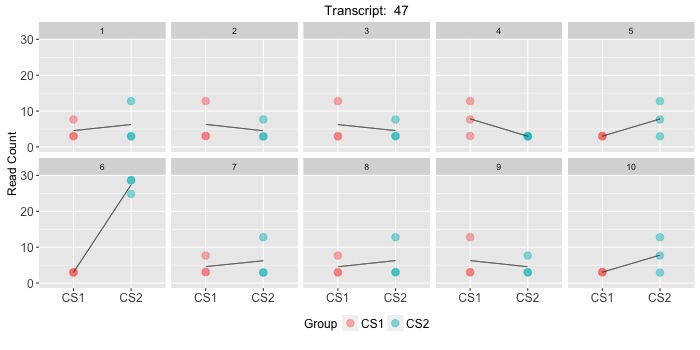 Transcript: 47
1 2 3 4 5
30
20
10
0
Read Count
6 7 8 9 10
30
20
10
0
CS1 CS2 CS1 CS2 CS1 CS2 CS1 CS2 CS1 CS2
Group CS1 CS2